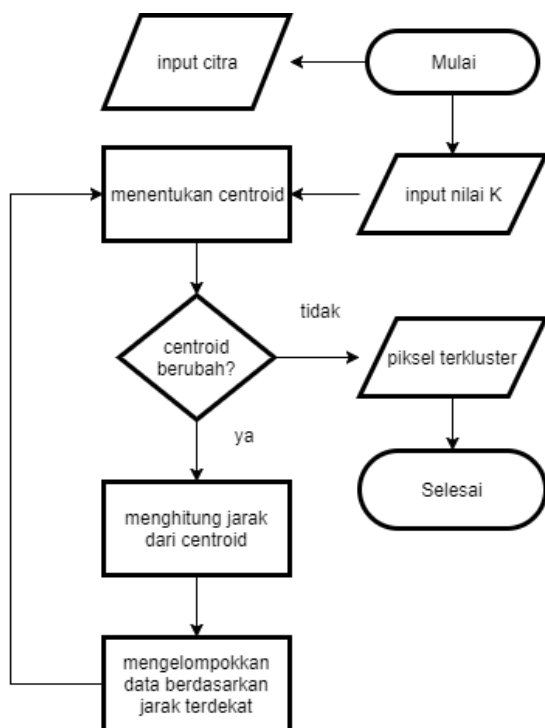 input citra
Mulai
menentukan centroid
input nilai K
tidak
centroid
berubah?
piksel terkluster
ya
Selesai
menghitung jarak
dari centroid
mengelompokkan
data berdasarkan
jarak terdekat